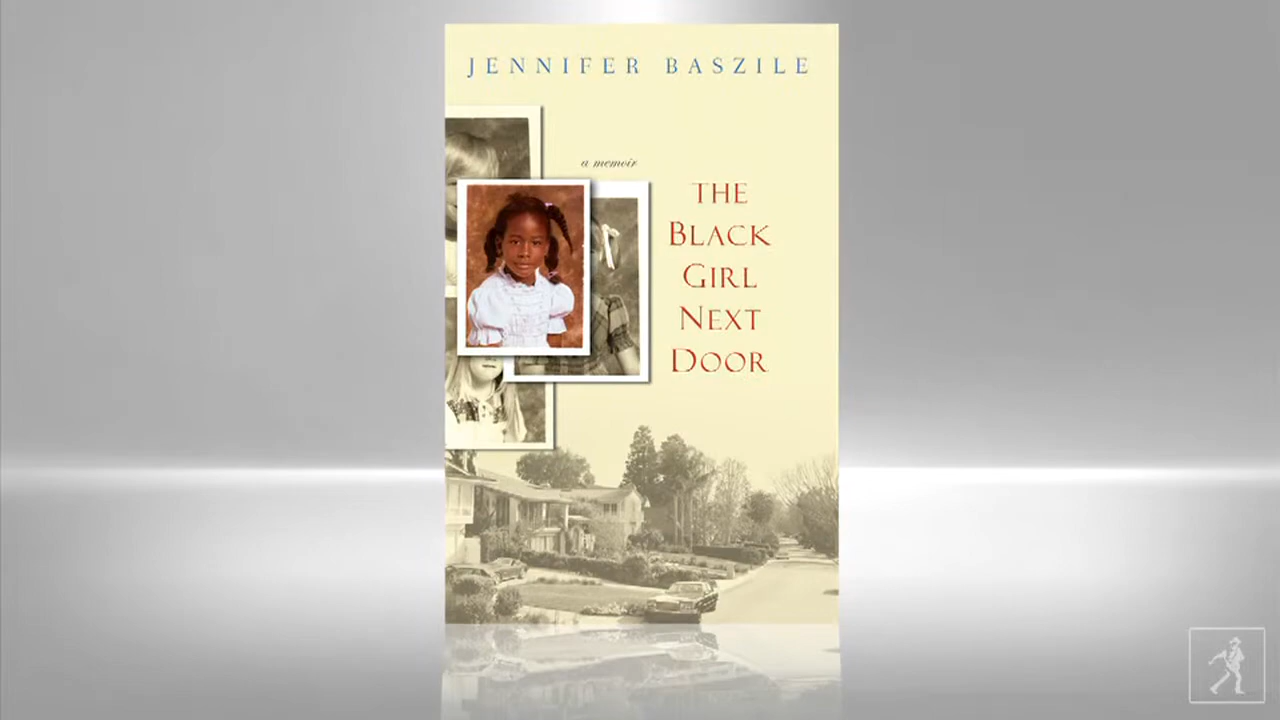 JENNIFER BASZILE
a memoir
THE
BLACK
GIRL
NEXT
DOOR